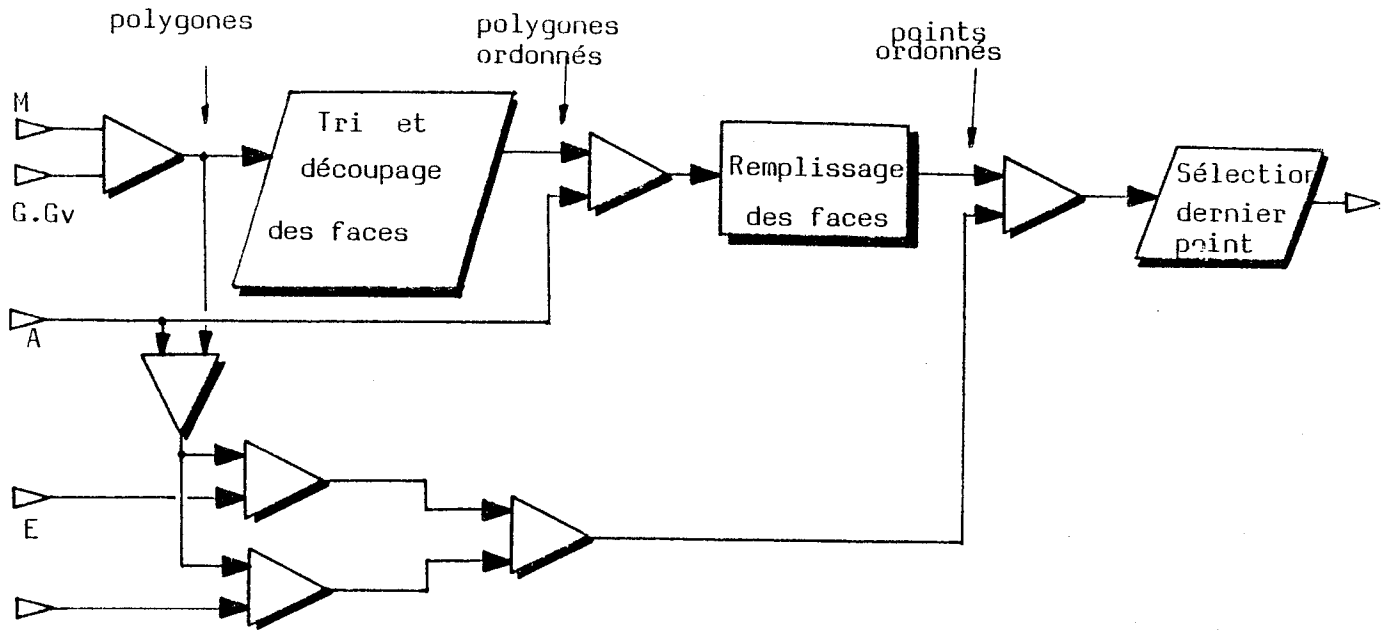 polygones
polygones
ordonnés
points
ordonnés
M
G.Gv
Tri et
découpage
des faces
Remplissage
des faces
Sélection
dernier
point
A
E